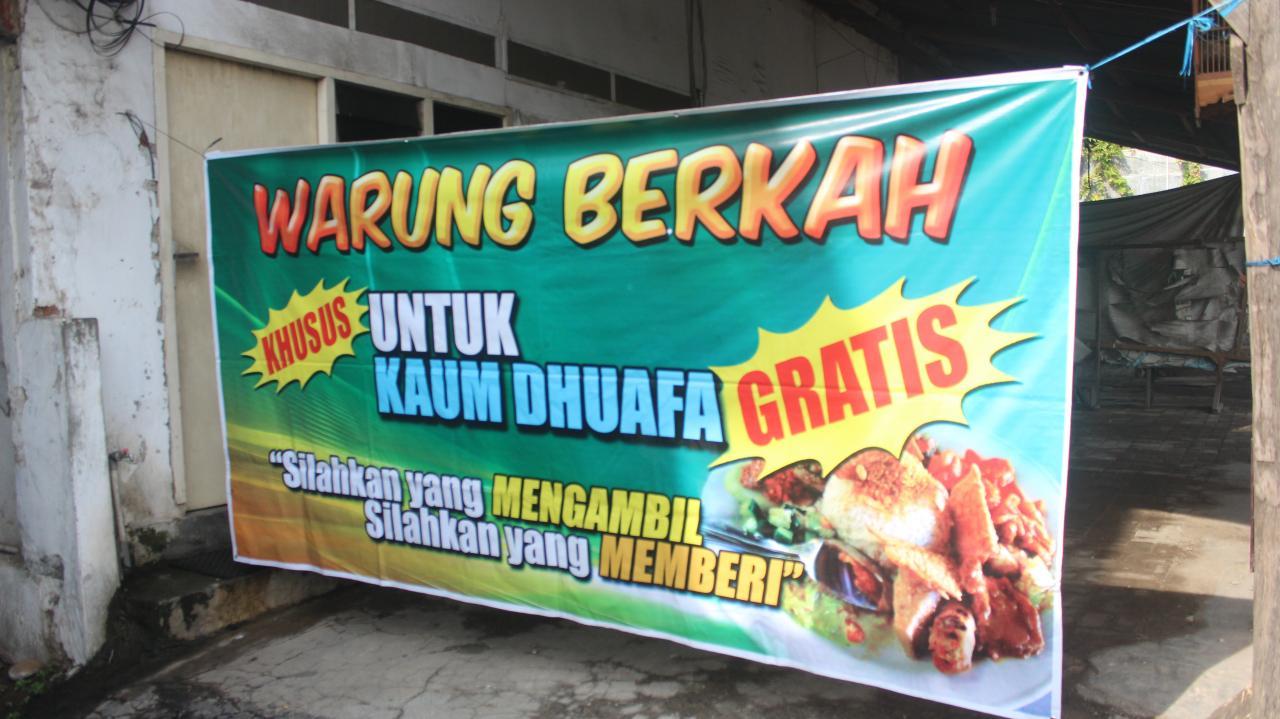 WARUNG BERKAH
KHUSUS
UNTUK
KAUM DHUAFA
GRATIS
"Silahkan yang MENGAMBIL
Silahkan yang MEMBERI"